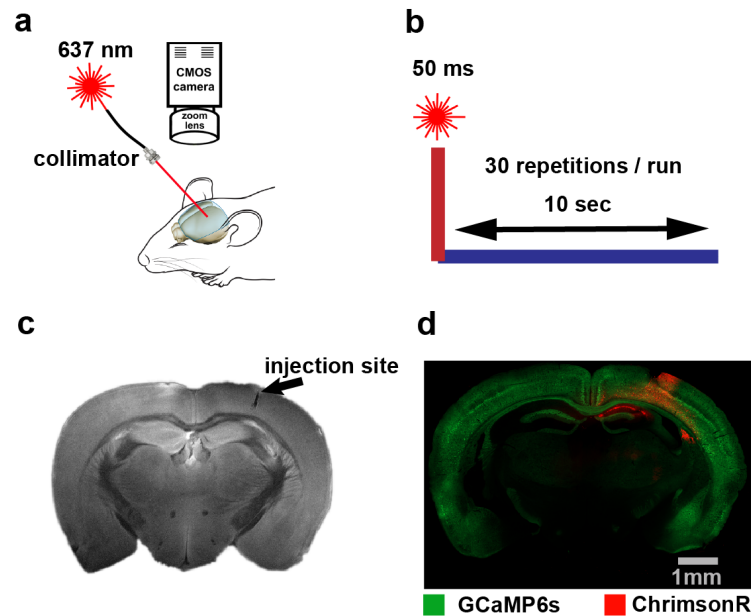 a
637 nm
CMOS
camera
zoom
lens
collimator
b
50 ms
30 repetitions / run
10 sec
c
injection site
d
1mm
GCaMP6s
ChrimsonR